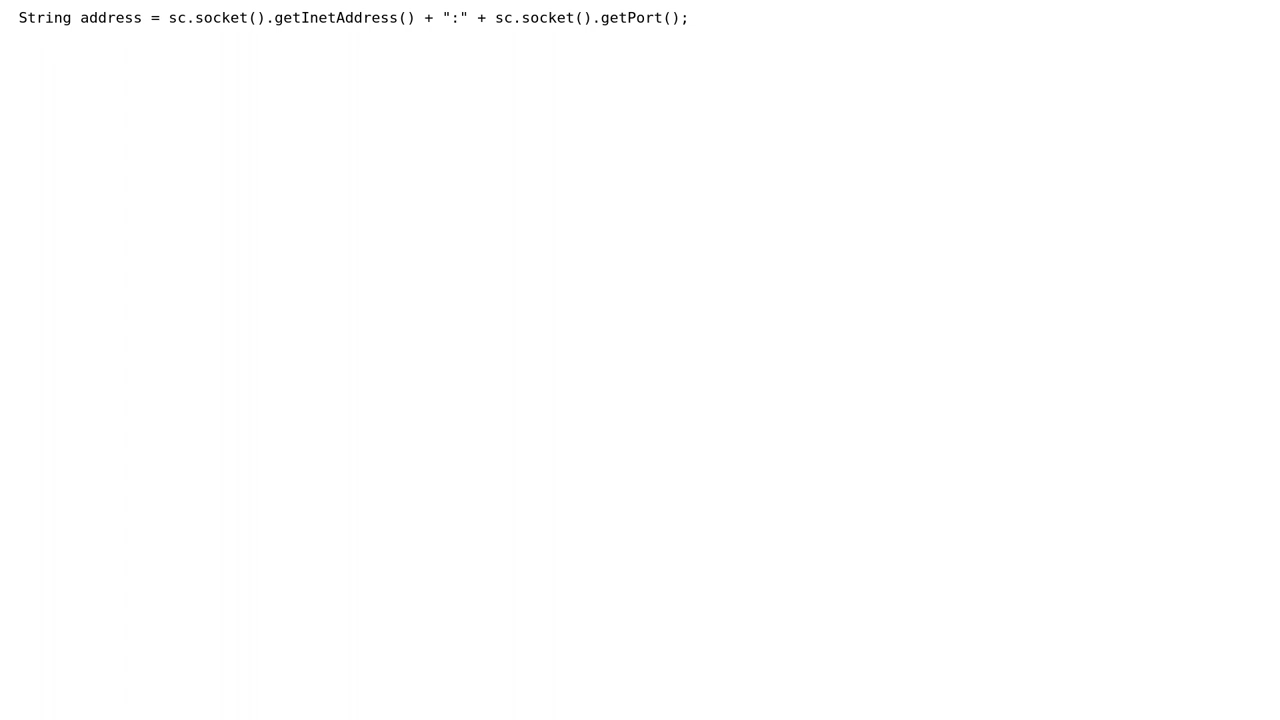 String address = sc.socket().getInetAddress() + ":" + sc.socket().getPort();